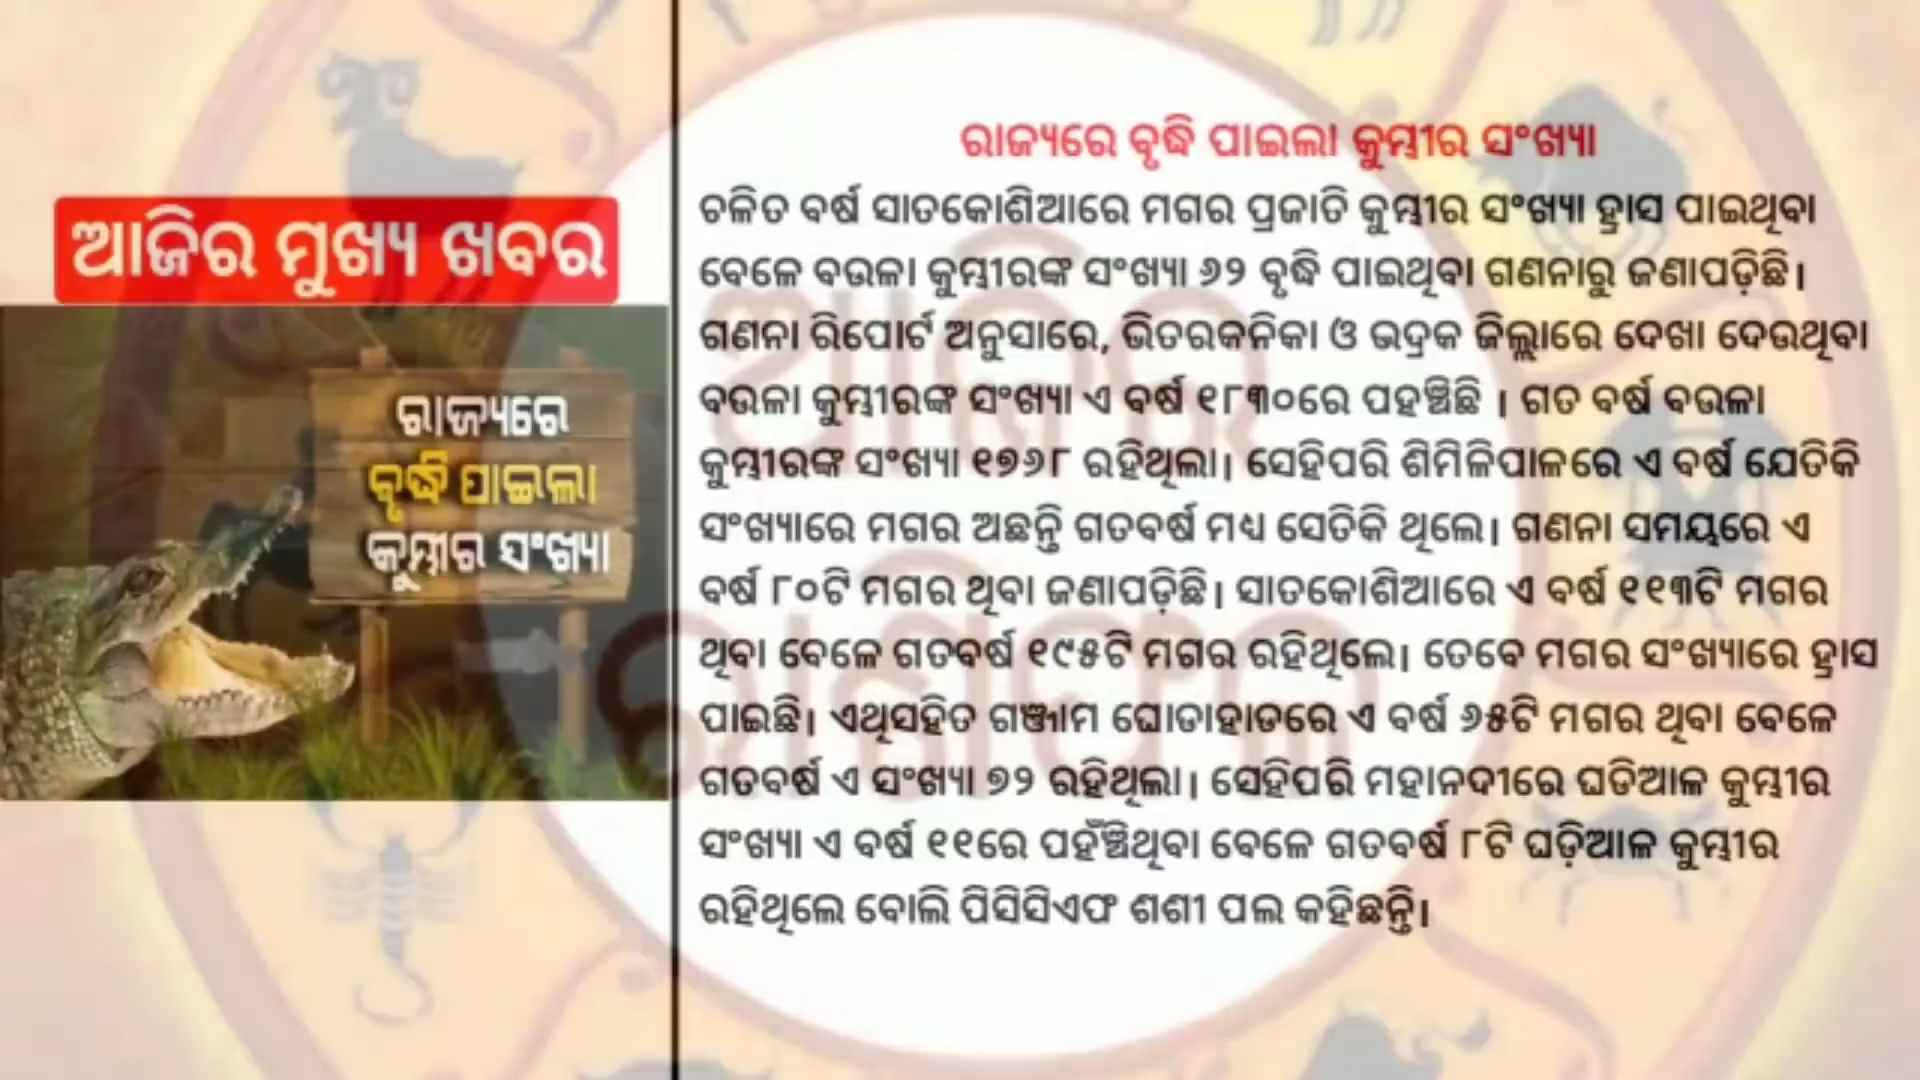 ଆଜିର ମୁଖ୍ୟ ଖବର
ରାଜ୍ୟରେ
ବୃଦ୍ଧି ପାଇଲା
କୁମ୍ଭୀର ସଂଖ୍ୟା
ରାଜ୍ୟରେ ବୃଦ୍ଧି ପାଇଲା କୁମ୍ଭୀର ସଂଖ୍ୟା
ଚଳିତ ବର୍ଷ ସାତକୋଶିଆରେ ମଗର ପ୍ରଜାତି କୁମ୍ଭୀର ସଂଖ୍ୟା ହ୍ରାସ ପାଇଥିବା
ବେଳେ ବଉଳା କୁମ୍ଭୀରଙ୍କ ସଂଖ୍ୟା ୬୨ ବୃଦ୍ଧି ପାଇଥିବା ଗଣନାରୁ ଜଣାପଡ଼ିଛି।
ଗଣନା ରିପୋର୍ଟ ଅନୁସାରେ, ଭିତରକନିକା ଓ ଭଦ୍ରକ ଜିଲ୍ଲାରେ ଦେଖା ଦେଉଥିବା
ବଉଳା କୁମ୍ଭୀରଙ୍କ ସଂଖ୍ୟା ଏ ବର୍ଷ ୧୮୩୦ରେ ପହଞ୍ଚିଛି । ଗତ ବର୍ଷ ବଉଳା
କୁମ୍ଭୀରଙ୍କ ସଂଖ୍ୟା ୧୭୬୮ ରହିଥିଲା। ସେହିପରି ଶିମିଳିପାଳରେ ଏ ବର୍ଷ ଯେତିକି
ସଂଖ୍ୟାରେ ମଗର ଅଛନ୍ତି ଗତବର୍ଷ ମଧ୍ୟ ସେତିକି ଥିଲେ। ଗଣନା ସମୟରେ ଏ
ବର୍ଷ ୮୦ଟି ମଗର ଥିବା ଜଣାପଡ଼ିଛି। ସାତକୋଶିଆରେ ଏ ବର୍ଷ ୧୧୩ଟି ମଗର
ଥିବା ବେଳେ ଗତବର୍ଷ ୧୯୫ଟି ମଗର ରହିଥିଲେ। ତେବେ ମଗର ସଂଖ୍ୟାରେ ହ୍ରାସ
ପାଇଛି। ଏଥିସହିତ ଗଞ୍ଜାମ ଘୋଡାହାଡରେ ଏ ବର୍ଷ ୬୫ଟି ମଗର ଥିବା ବେଳେ
ଗତବର୍ଷ ଏ ସଂଖ୍ୟା ୭୨ ରହିଥିଲା। ସେହିପରି ମହାନଦୀରେ ଘଡିଆଳ କୁମ୍ଭୀର
ସଂଖ୍ୟା ଏ ବର୍ଷ ୧୧ରେ ପହଁଞ୍ଚିଥିବା ବେଳେ ଗତବର୍ଷ ୮ଟି ଘଡ଼ିଆଳ କୁମ୍ଭୀର
ରହିଥିଲେ ବୋଲି ପିସିସିଏଫ ଶଶୀ ପଲ କହିଛନ୍ତି।
ଆଜିର
ରାଶିଫଳ